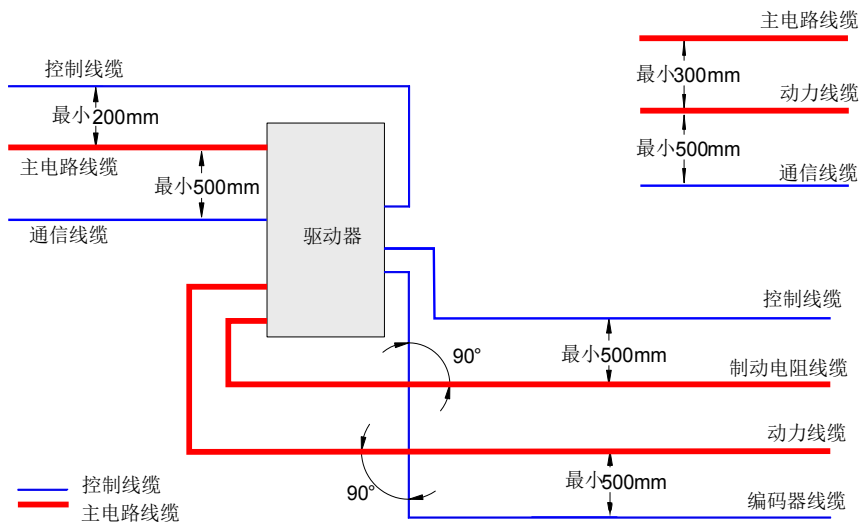 主电路线缆
控制线缆
最小300mm
最小200mm
动力线缆
主电路线缆
最小500mm
最小500mm
通信线缆
通信线缆
驱动器
控制线缆
90°
最小500mm
制动电阻线缆
动力线缆
90°
最小500mm
控制线缆
编码器线缆
主电路线缆